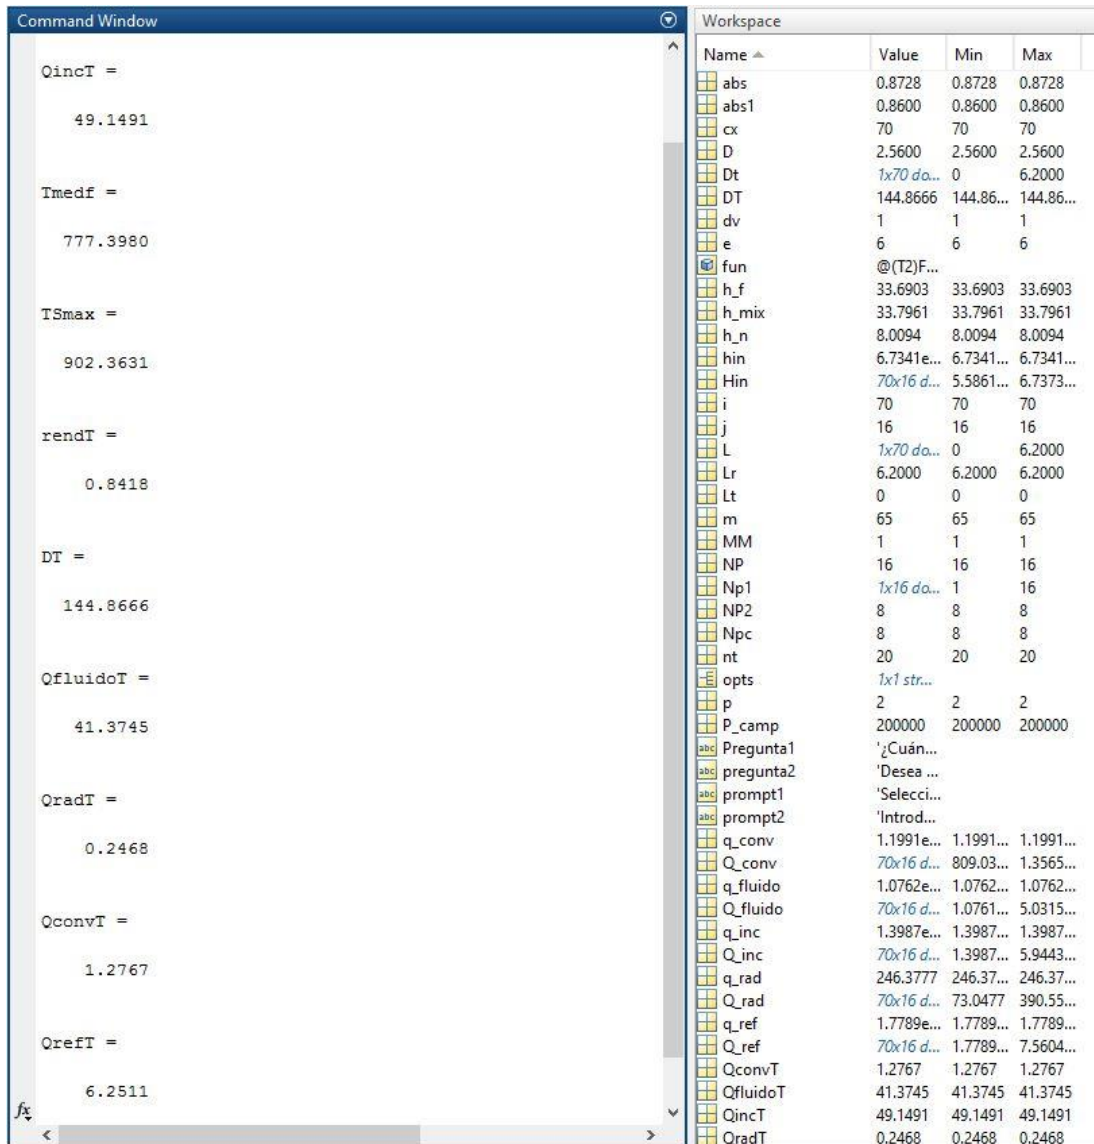 Command Window
QincT =
49.1491
Tmedf =
777.3980
TSmax =
902.3631
rendT =
0.8418
DT =
144.8666
QfluidoT =
41.3745
QradT =
0.2468
QconvT =
1.2767
QrefT =
6.2511
fx
Workspace
Name Value Min Max
abs 0.8728 0.8728 0.8728
abs1 0.8600 0.8600 0.8600
cx 70 70 70
D 2.5600 2.5600 2.5600
Dt 1x70 do... 0 6.2000
DT 144.8666 144.86... 144.86...
dv 1 1 1
e 6 6 6
fun @(T2)F...
h_f 33.6903 33.6903 33.6903
h_mix 33.7961 33.7961 33.7961
h_n 8.0094 8.0094 8.0094
hin 6.7341e... 6.7341... 6.7341...
Hin 70x16 d... 5.5861... 6.7373...
i 70 70 70
j 16 16 16
L 1x70 do... 0 6.2000
Lr 6.2000 6.2000 6.2000
Lt 0 0 0
m 65 65 65
MM 1 1 1
NP 16 16 16
Np1 1x16 do... 1 16
NP2 8 8 8
Npc 8 8 8
nt 20 20 20
opts 1x1 str...
p 2 2 2
P_camp 200000 200000 200000
abc Pregunta1 '¿Cuán...
abc pregunta2 'Desea ...
abc prompt1 'Selecci...
abc prompt2 'Introd...
q_conv 1.1991e... 1.1991... 1.1991...
Q_conv 70x16 d... 809.03... 1.3565...
q_fluido 1.0762e... 1.0762... 1.0762...
Q_fluido 70x16 d... 1.0761... 5.0315...
q_inc 1.3987e... 1.3987... 1.3987...
Q_inc 70x16 d... 1.3987... 5.9443...
q_rad 246.3777 246.37... 246.37...
Q_rad 70x16 d... 73.0477 390.55...
q_ref 1.7789e... 1.7789... 1.7789...
Q_ref 70x16 d... 1.7789... 7.5604...
QconvT 1.2767 1.2767 1.2767
QfluidoT 41.3745 41.3745 41.3745
QincT 49.1491 49.1491 49.1491
QradT 0.2468 0.2468 0.2468